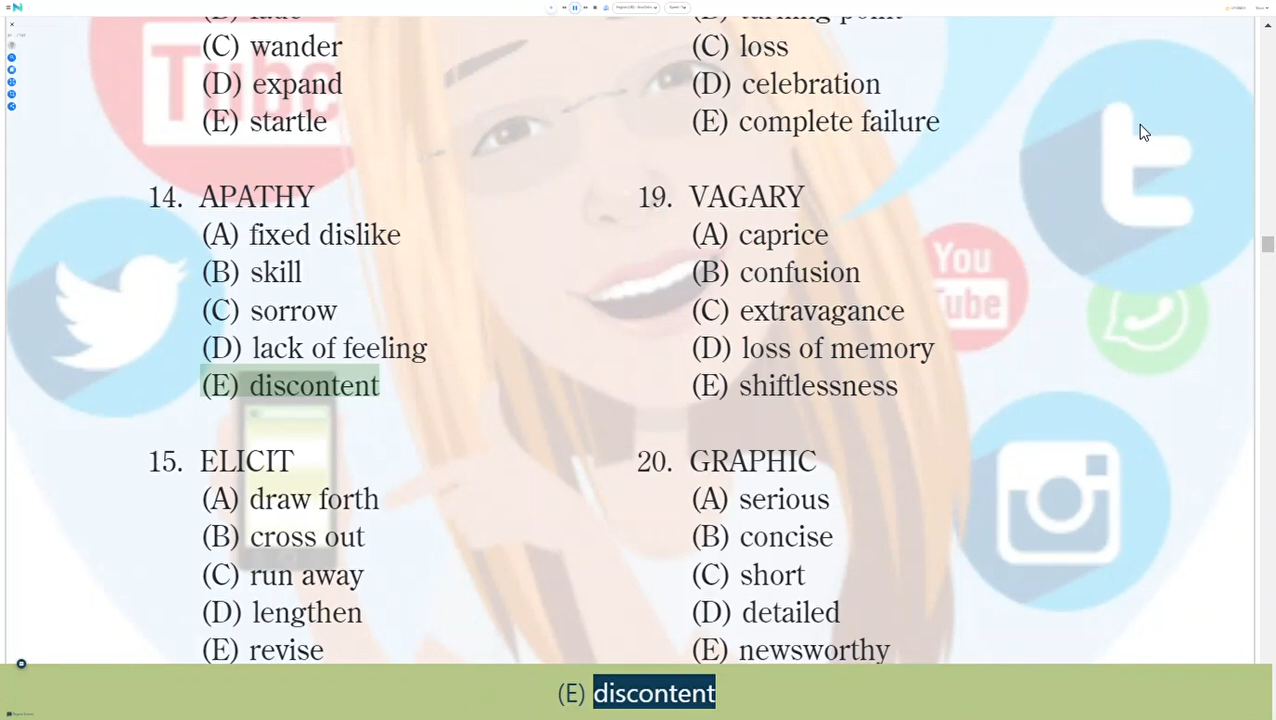 (C) wander
(D) expand
(E) startle
14. APATHY
(A) fixed dislike
(B) skill
(C) sorrow
(D) lack of feeling
(E) discontent
15. ELICIT
(A) draw forth
(B) cross out
(C) run away
(D) lengthen
(E) revise
(C) loss
(D) celebration
(E) complete failure
19. VAGARY
(A) caprice
(B) confusion
(C) extravagance
(D) loss of memory
(E) shiftlessness
20. GRAPHIC
(A) serious
(B) concise
(C) short
(D) detailed
(E) newsworthy
Tube
You
Tube
(E) discontent